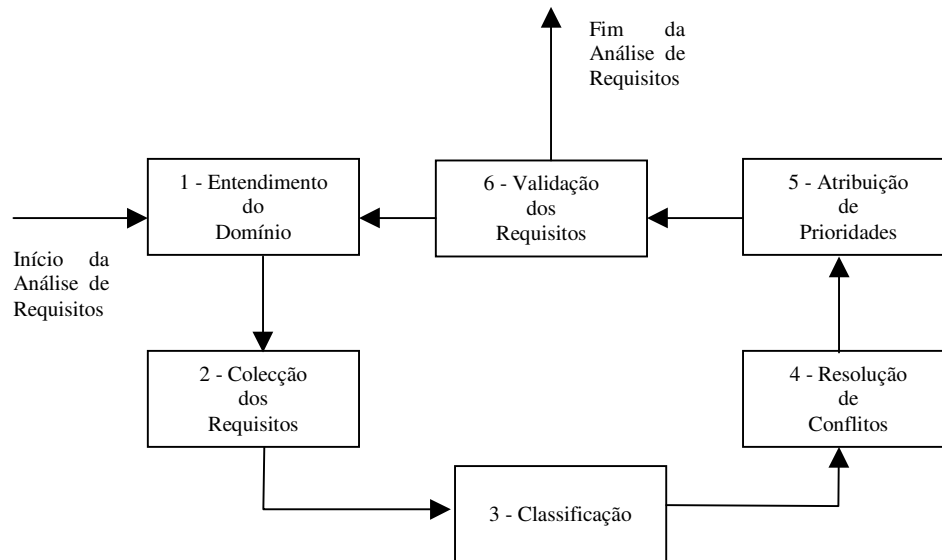 Fim da
Análise de
Requisitos
1 - Entendimento
do
Domínio
6 - Validação
dos
Requisitos
5 - Atribuição
de
Prioridades
Início da
Análise de
Requisitos
2 - Colecção
dos
Requisitos
4 - Resolução
de
Conflitos
3 - Classificação